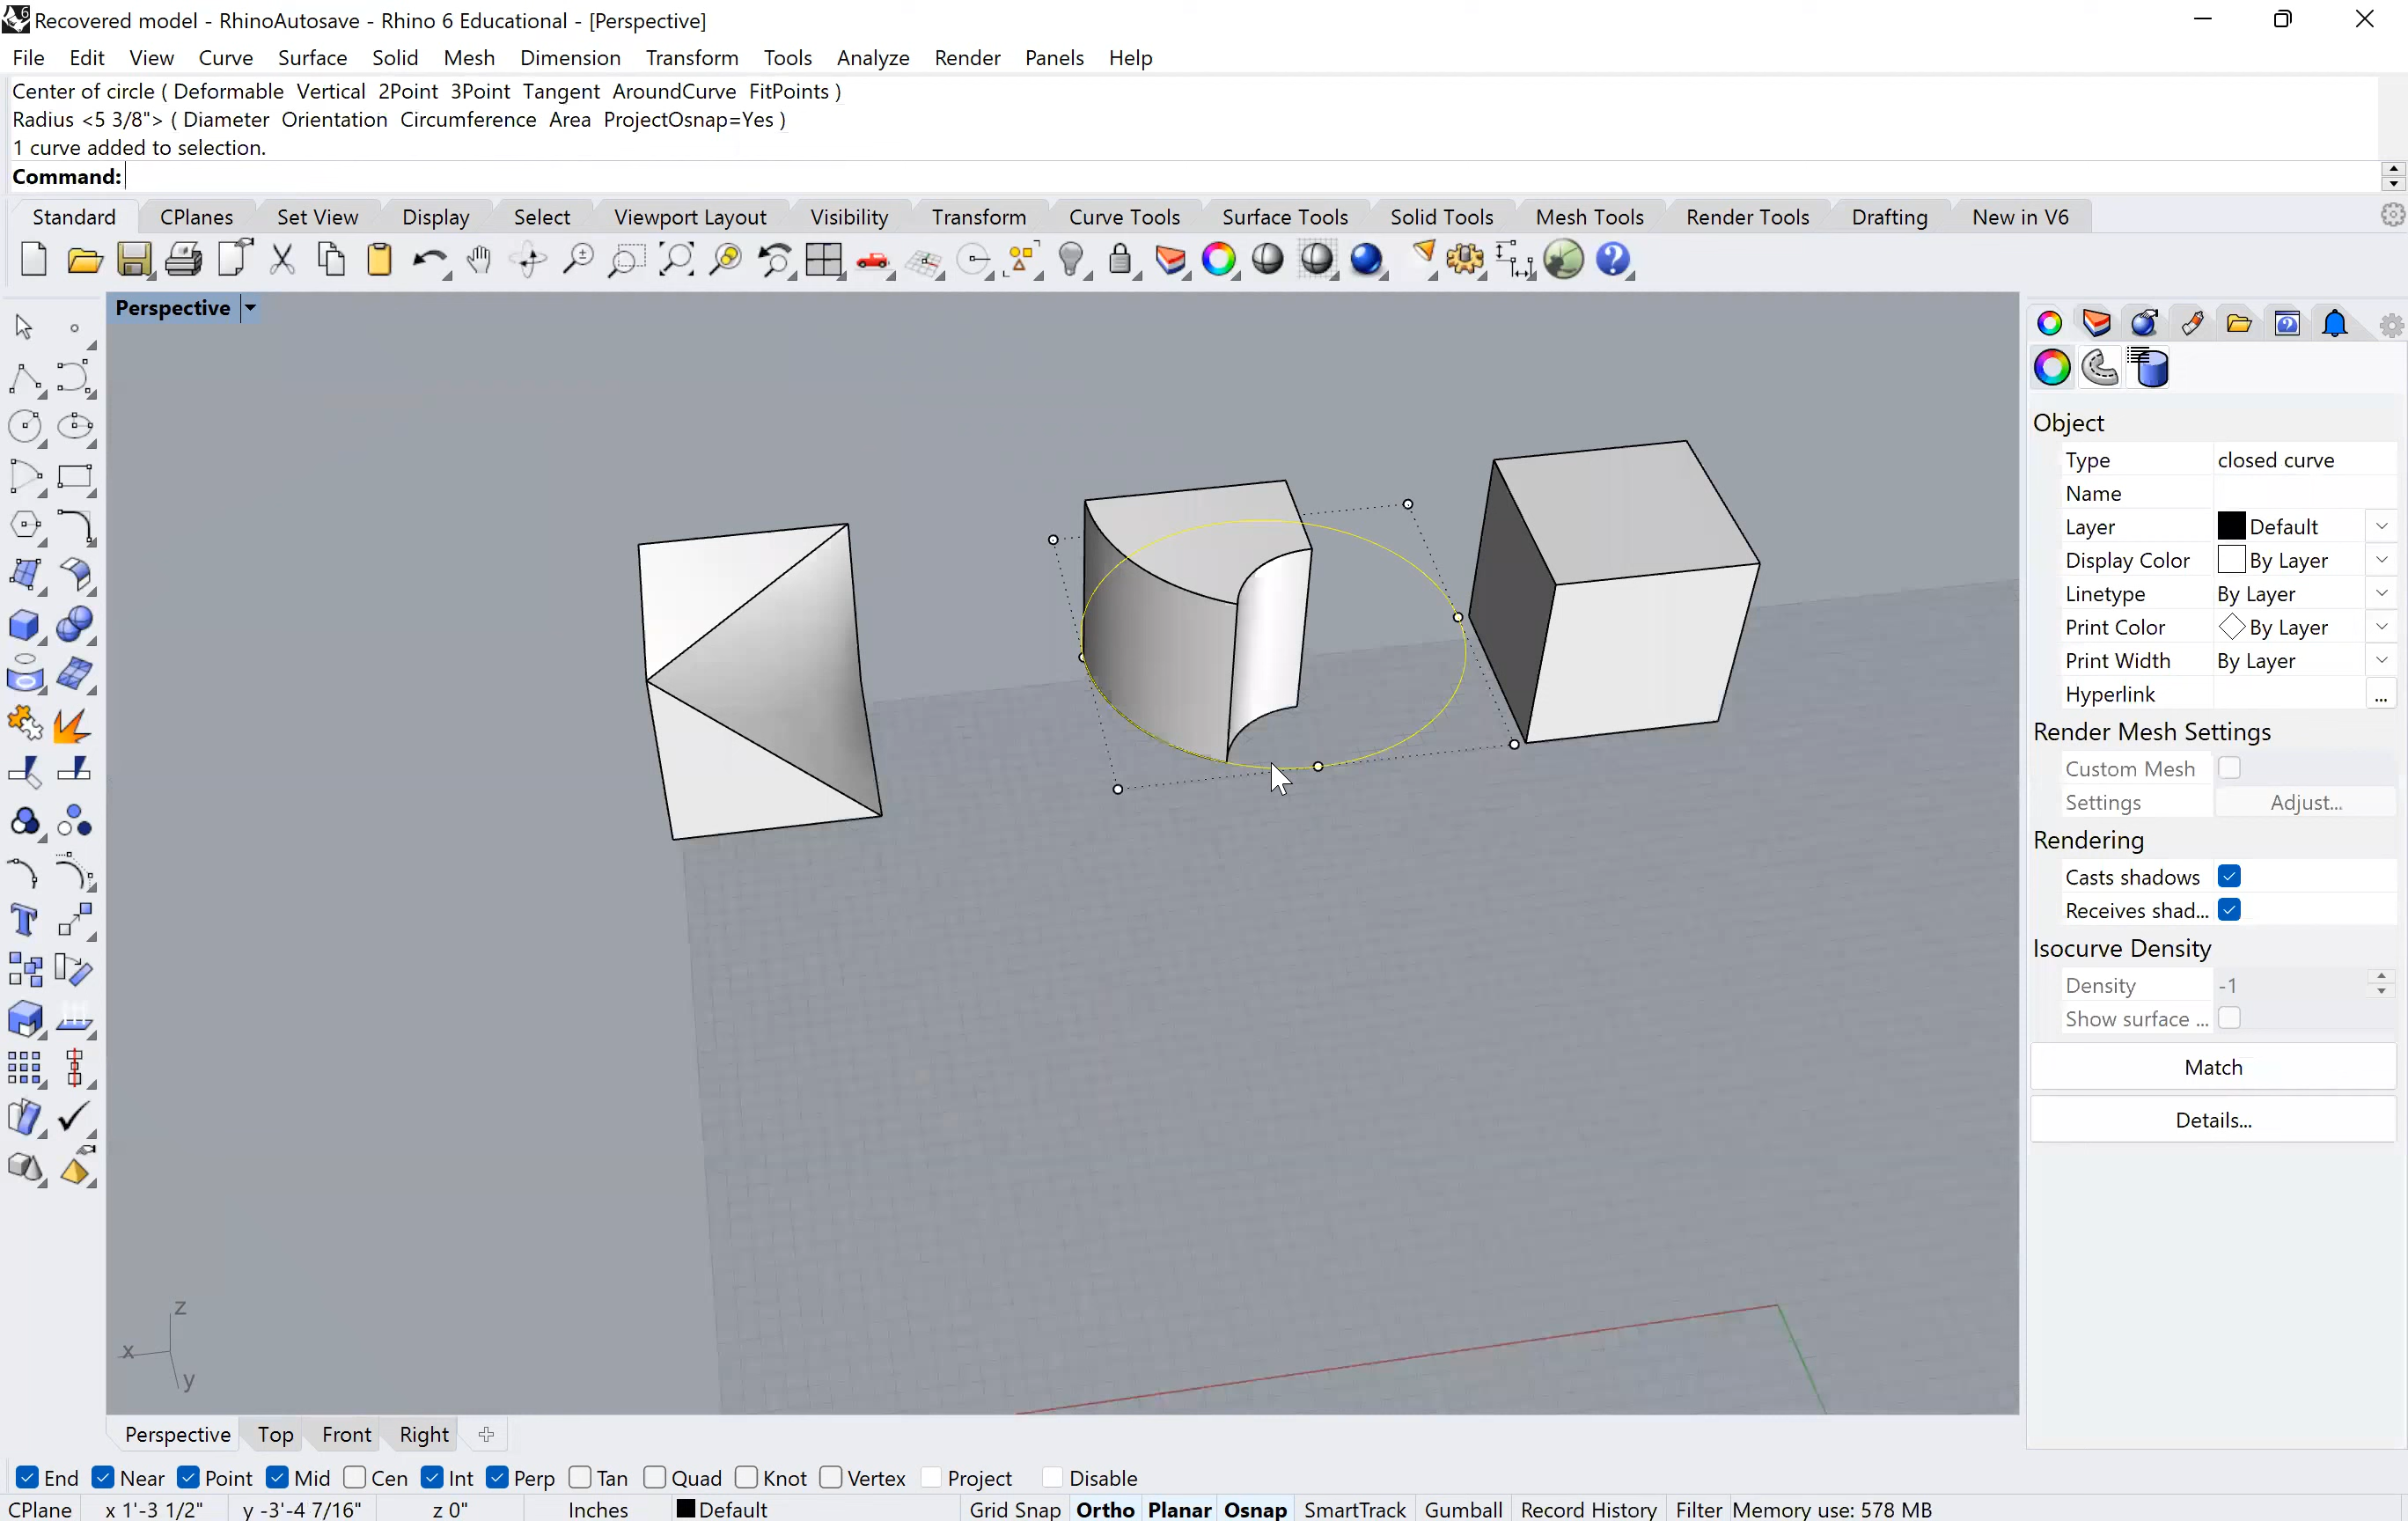 Recovered model - RhinoAutosave - Rhino 6 Educational - [Perspective]
File Edit View Curve Surface Solid Mesh Dimension Transform Tools Analyze Render Panels Help
Center of circle ( Deformable Vertical 2Point 3Point Tangent AroundCurve FitPoints )
Radius <5 3/8"> ( Diameter Orientation Circumference Area ProjectOsnap=Yes )
1 curve added to selection.
Command:
Standard CPlanes Set View Display Select Viewport Layout Visibility Transform Curve Tools Surface Tools Solid Tools Mesh Tools Render Tools Drafting New in V6
Perspective
Object
Type closed curve
Name
Layer Default
Display Color By Layer
Linetype By Layer
Print Color By Layer
Print Width By Layer
Hyperlink ...
Render Mesh Settings
Custom Mesh
Settings Adjust...
Rendering
Casts shadows
Receives shad...
Isocurve Density
Density -1
Show surface ...
Match
Details...
z
x
y
Perspective Top Front Right
End Near Point Mid Cen Int Perp Tan Quad Knot Vertex Project Disable
CPlane x 1'-3 1/2" y -3'-4 7/16" z 0" Inches Default Grid Snap Ortho Planar Osnap SmartTrack Gumball Record History Filter Memory use: 578 MB